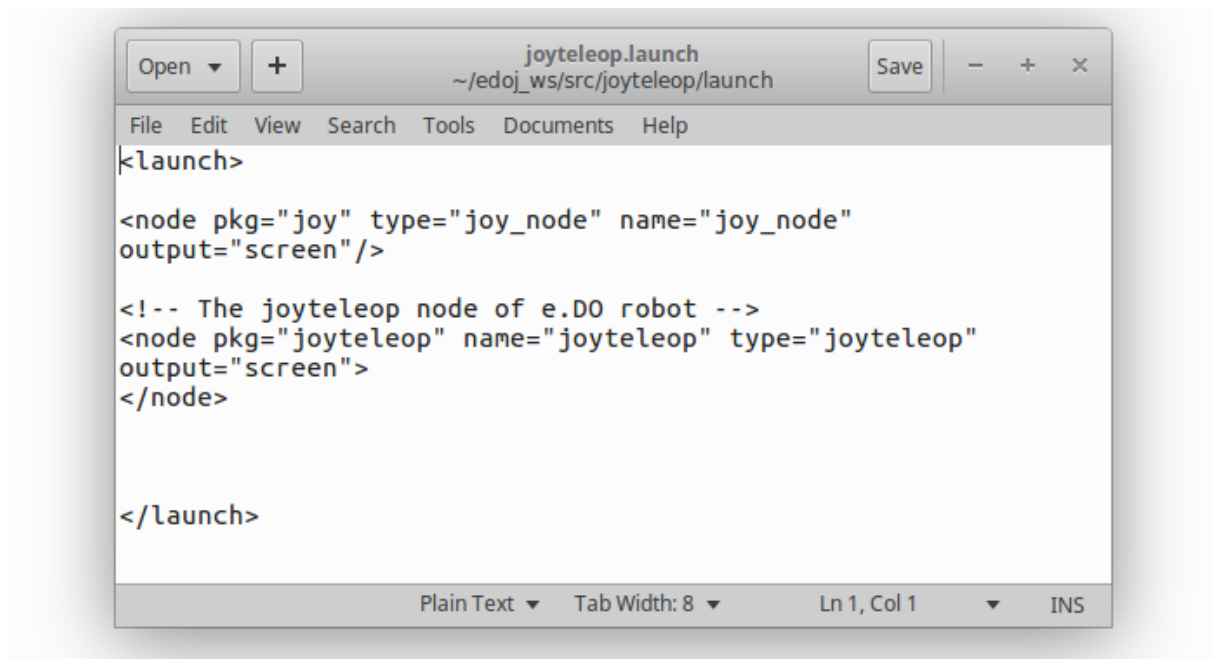 Open
+
joyteleop.launch
~/edoj_ws/src/joyteleop/launch
Save
File Edit View Search Tools Documents Help
<launch>
<node pkg="joy" type="joy_node" name="joy_node"
output="screen"/>
<!-- The joyteleop node of e.DO robot -->
<node pkg="joyteleop" name="joyteleop" type="joyteleop"
output="screen">
</node>
</launch>
Plain Text Tab Width: 8 Ln 1, Col 1 INS